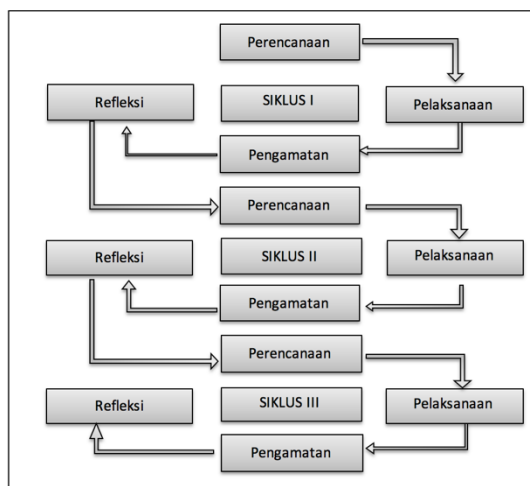 Perencanaan
Refleksi
SIKLUS I
Pelaksanaan
Pengamatan
Perencanaan
Refleksi
SIKLUS II
Pelaksanaan
Pengamatan
Perencanaan
Refleksi
SIKLUS III
Pelaksanaan
Pengamatan